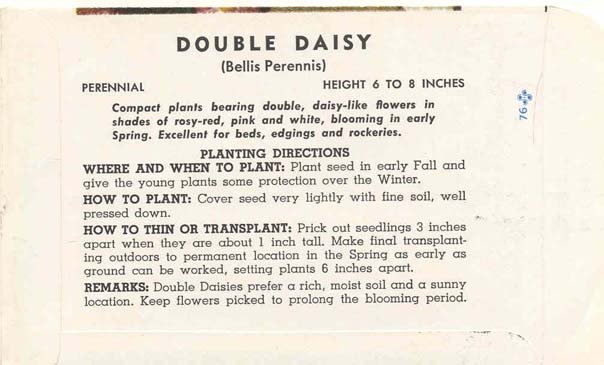 DOUBLE DAISY
(Bellis Perennis)
PERENNIAL HEIGHT 6 TO 8 INCHES
Compact plants bearing double, daisy-like flowers in
shades of rosy-red, pink and white, blooming in early
Spring. Excellent for beds, edgings and rockeries.
PLANTING DIRECTIONS
WHERE AND WHEN TO PLANT: Plant seed in early Fall and
give the young plants some protection over the Winter.
HOW TO PLANT: Cover seed very lightly with fine soil, well
pressed down.
HOW TO THIN OR TRANSPLANT: Prick out seedlings 3 inches
apart when they are about 1 inch tall. Make final transplant-
ing outdoors to permanent location in the Spring as early as
ground can be worked, setting plants 6 inches apart.
REMARKS: Double Daisies prefer a rich, moist soil and a sunny
location. Keep flowers picked to prolong the blooming period.
76